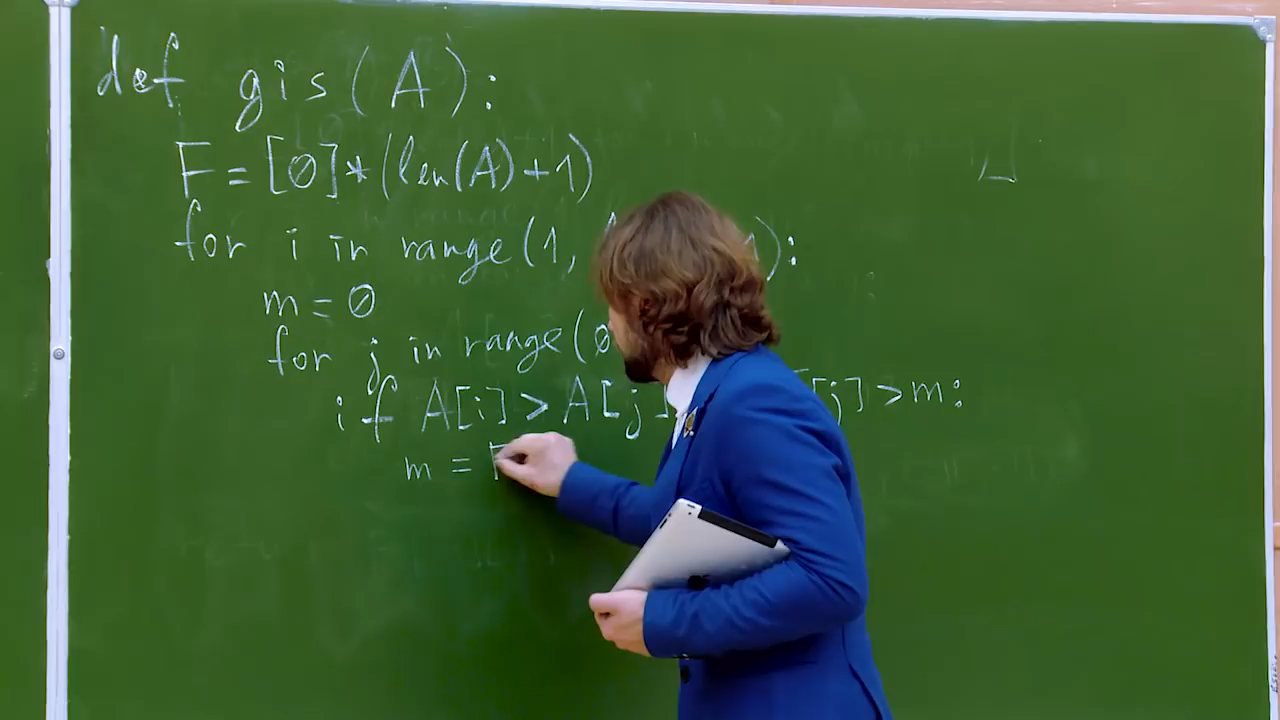 def gis(A):
F = [0]*(len(A)+1)
for i in range(1, ):
m = 0
for j in range(0
if A[i] > A[j] [j] > m:
m = F